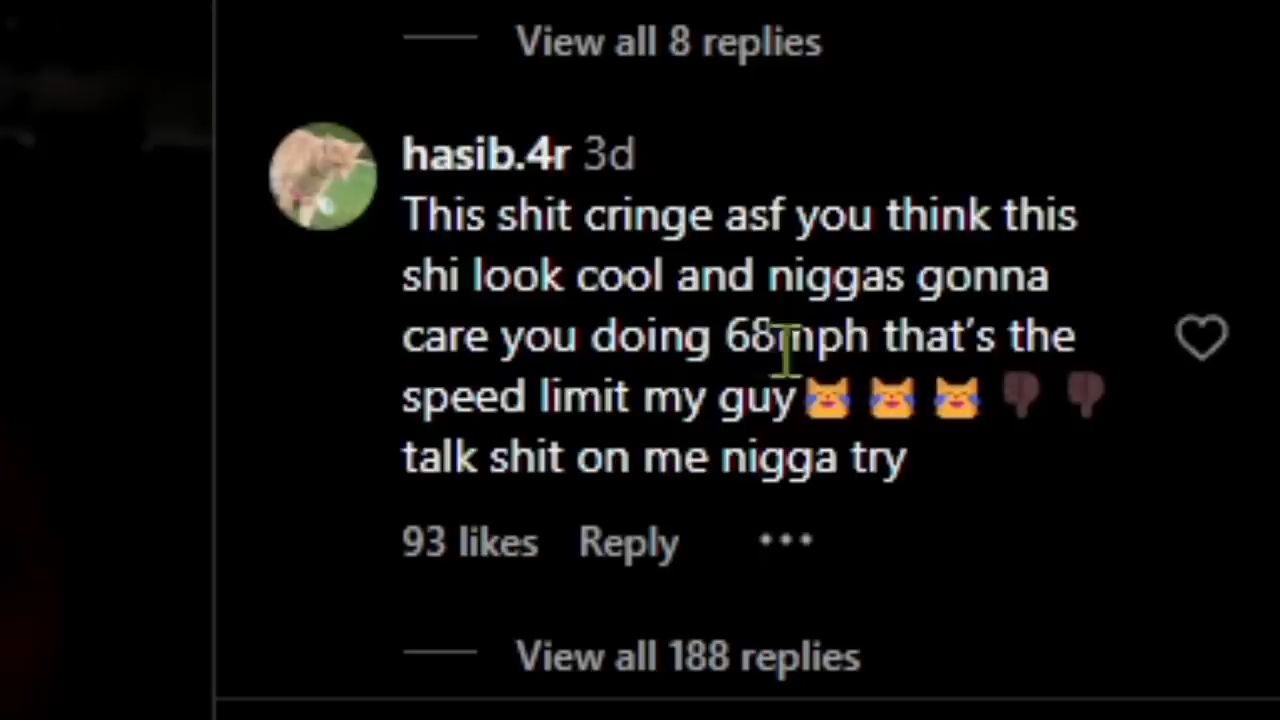 View all 8 replies
hasib.4r 3d
This shit cringe asf you think this
shi look cool and niggas gonna
care you doing 68mph that's the
speed limit my guy😹 😹 😹 👎🏿 👎🏿
talk shit on me nigga try
93 likes Reply •••
View all 188 replies